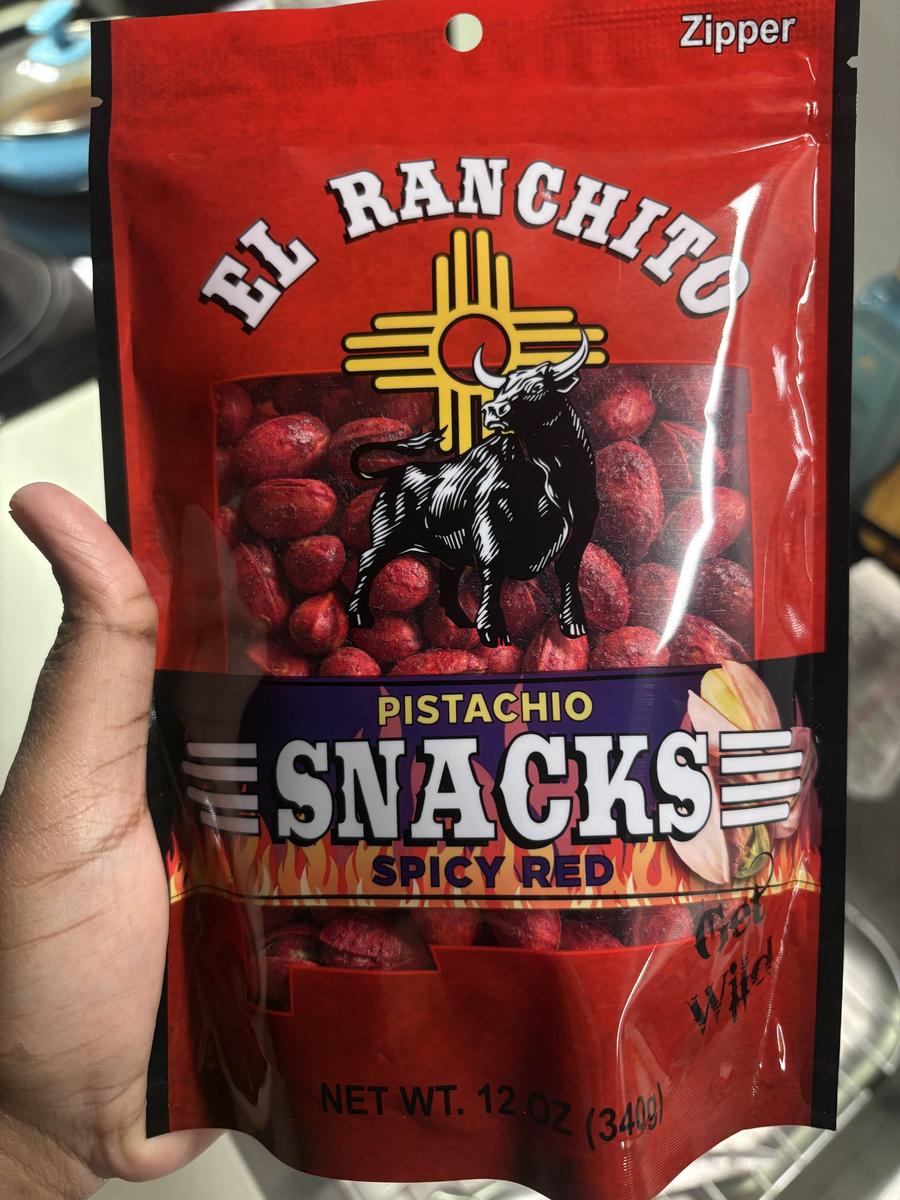 Zipper
EL RANCHITO
PISTACHIO
SNACKS
SPICY RED
Get
Wild
NET WT. 12 OZ (340g)